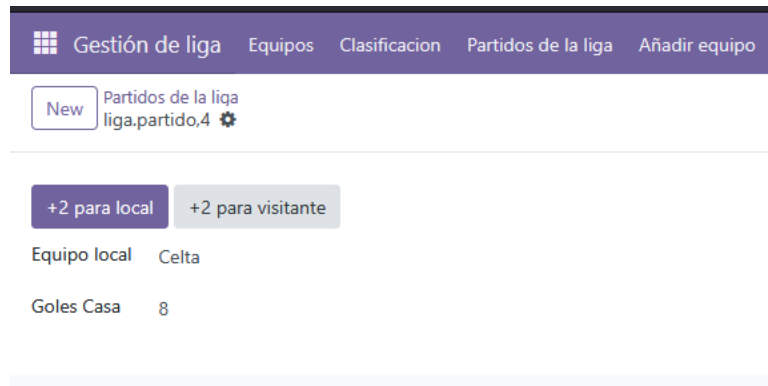 Gestión de liga Equipos Clasificacion Partidos de la liga Añadir equipo
New Partidos de la liga
liga.partido,4
+2 para local +2 para visitante
Equipo local Celta
Goles Casa 8